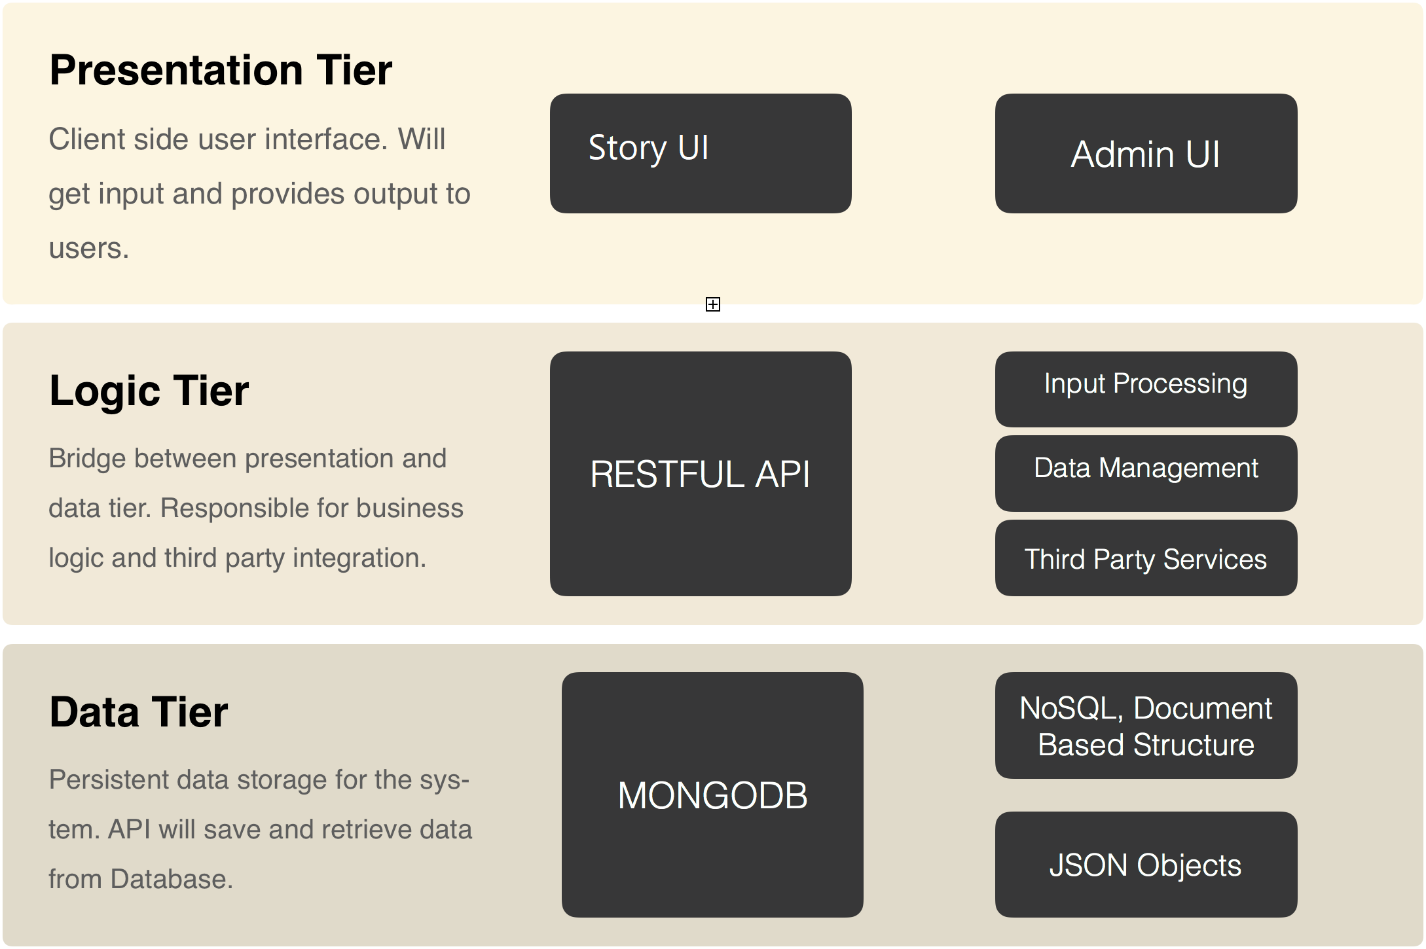 Presentation Tier
Client side user interface. Will
get input and provides output to
users.
Story UI
Admin UI
Logic Tier
Bridge between presentation and
data tier. Responsible for business
logic and third party integration.
RESTFUL API
Input Processing
Data Management
Third Party Services
Data Tier
Persistent data storage for the sys-
tem. API will save and retrieve data
from Database.
MONGODB
NoSQL, Document
Based Structure
JSON Objects